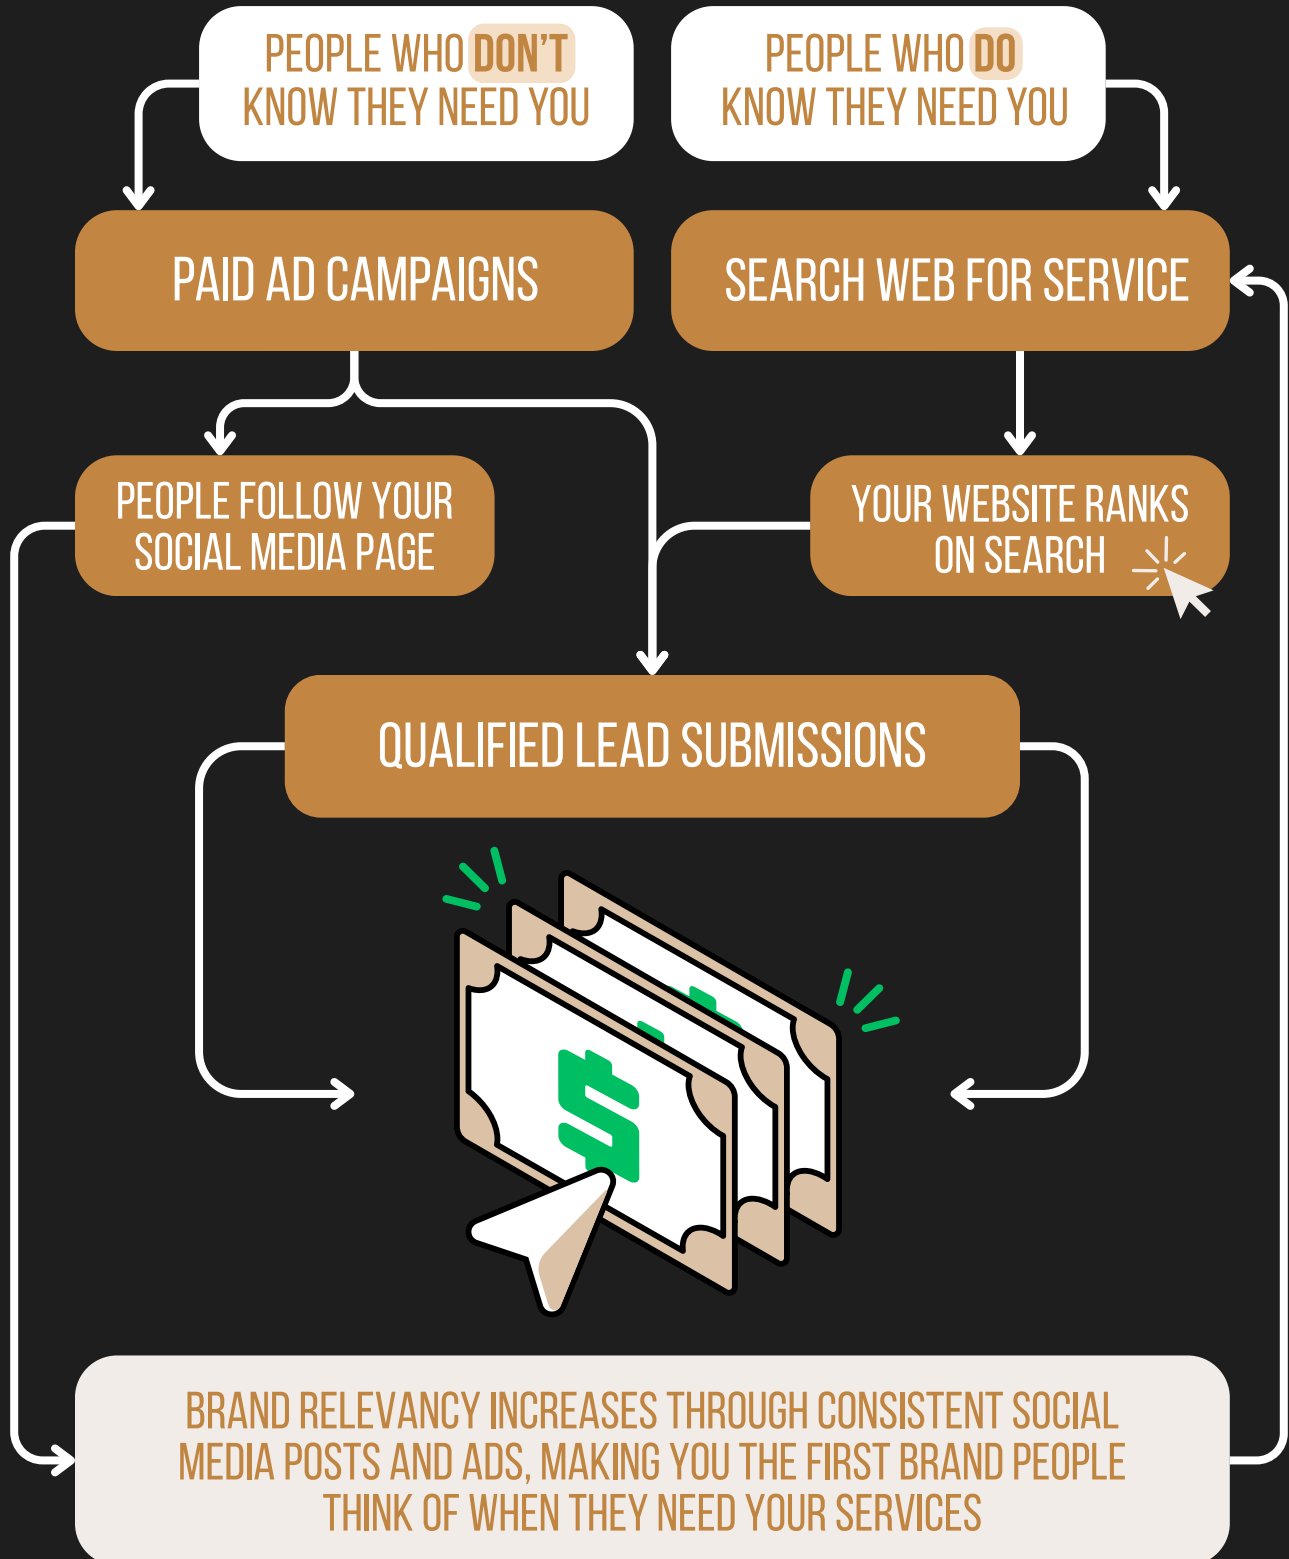 PEOPLE WHO DON'T
KNOW THEY NEED YOU
PEOPLE WHO DO
KNOW THEY NEED YOU
PAID AD CAMPAIGNS
SEARCH WEB FOR SERVICE
PEOPLE FOLLOW YOUR
SOCIAL MEDIA PAGE
YOUR WEBSITE RANKS
ON SEARCH
QUALIFIED LEAD SUBMISSIONS
$
BRAND RELEVANCY INCREASES THROUGH CONSISTENT SOCIAL
MEDIA POSTS AND ADS, MAKING YOU THE FIRST BRAND PEOPLE
THINK OF WHEN THEY NEED YOUR SERVICES